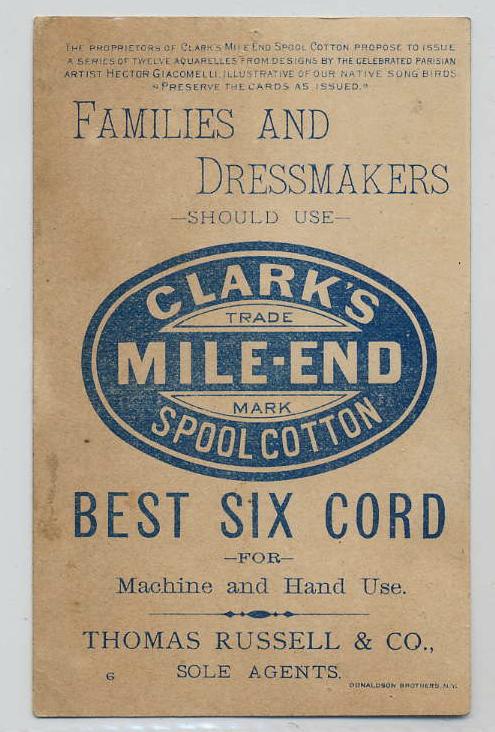 THE PROPRIETORS OF CLARK'S MILE END SPOOL COTTON PROPOSE TO ISSUE
A SERIES OF TWELVE AQUARELLES FROM DESIGNS BY THE CELEBRATED PARISIAN
ARTIST HECTOR GIACOMELLI, ILLUSTRATIVE OF OUR NATIVE SONG BIRDS.
"PRESERVE THE CARDS AS ISSUED."
FAMILIES AND
DRESSMAKERS
—SHOULD USE—
CLARK'S
TRADE
MILE-END
MARK
SPOOL COTTON
BEST SIX CORD
—FOR—
Machine and Hand Use.
THOMAS RUSSELL & CO.,
SOLE AGENTS.
6
DONALDSON BROTHERS, N.Y.